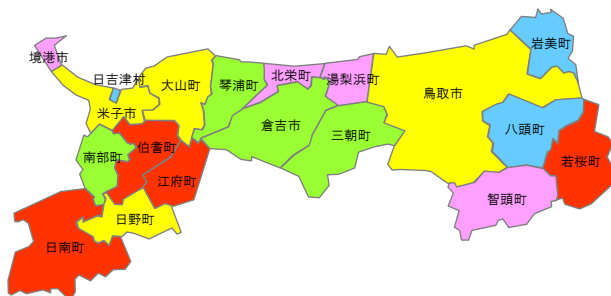 岩美町
境港市
日吉津村
大山町
琴浦町
北栄町
湯梨浜町
鳥取市
米子市
倉吉市
三朝町
八頭町
伯耆町
南部町
若桜町
江府町
智頭町
日野町
日南町